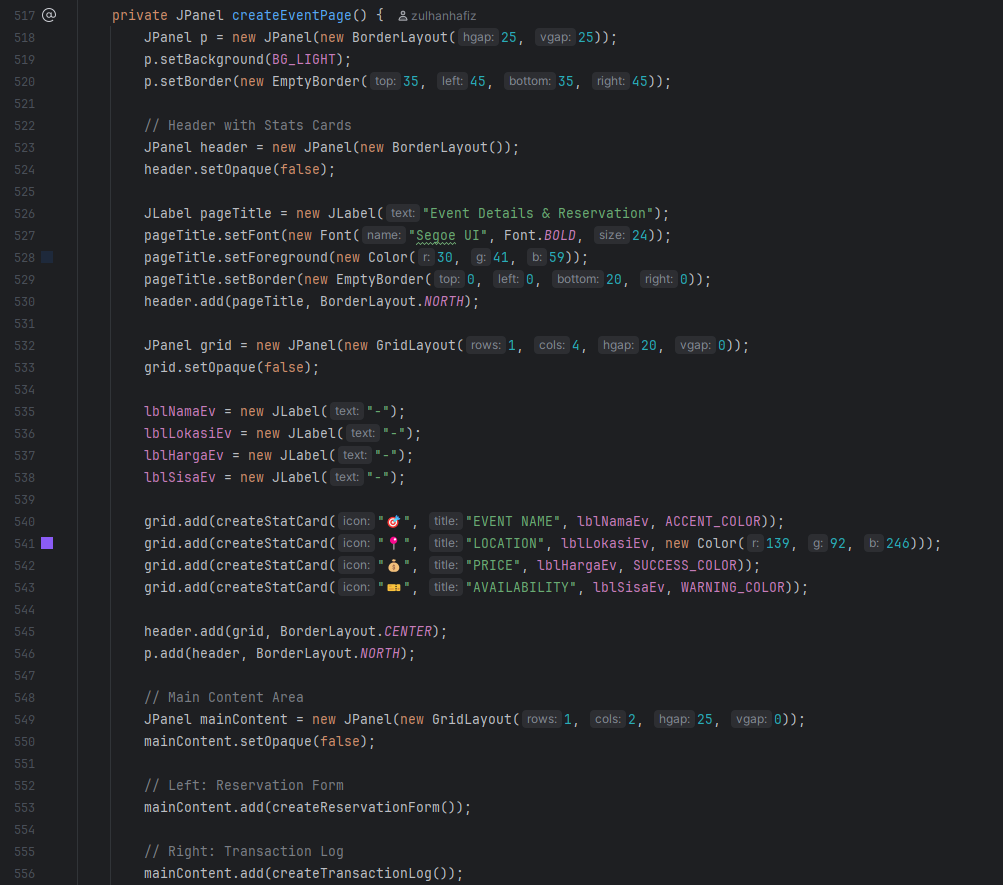 517 @ private JPanel createEventPage() { zulhanhafiz
518 JPanel p = new JPanel(new BorderLayout( hgap: 25, vgap: 25));
519 p.setBackground(BG_LIGHT);
520 p.setBorder(new EmptyBorder( top: 35, left: 45, bottom: 35, right: 45));
521
522 // Header with Stats Cards
523 JPanel header = new JPanel(new BorderLayout());
524 header.setOpaque(false);
525
526 JLabel pageTitle = new JLabel( text: "Event Details & Reservation");
527 pageTitle.setFont(new Font( name: "Segoe UI", Font.BOLD, size: 24));
528 pageTitle.setForeground(new Color( r: 30, g: 41, b: 59));
529 pageTitle.setBorder(new EmptyBorder( top: 0, left: 0, bottom: 20, right: 0));
530 header.add(pageTitle, BorderLayout.NORTH);
531
532 JPanel grid = new JPanel(new GridLayout( rows: 1, cols: 4, hgap: 20, vgap: 0));
533 grid.setOpaque(false);
534
535 lblNamaEv = new JLabel( text: "-");
536 lblLokasiEv = new JLabel( text: "-");
537 lblHargaEv = new JLabel( text: "-");
538 lblSisaEv = new JLabel( text: "-");
539
540 grid.add(createStatCard( icon: "🎯", title: "EVENT NAME", lblNamaEv, ACCENT_COLOR));
541 grid.add(createStatCard( icon: "📍", title: "LOCATION", lblLokasiEv, new Color( r: 139, g: 92, b: 246)));
542 grid.add(createStatCard( icon: "💰", title: "PRICE", lblHargaEv, SUCCESS_COLOR));
543 grid.add(createStatCard( icon: "🎫", title: "AVAILABILITY", lblSisaEv, WARNING_COLOR));
544
545 header.add(grid, BorderLayout.CENTER);
546 p.add(header, BorderLayout.NORTH);
547
548 // Main Content Area
549 JPanel mainContent = new JPanel(new GridLayout( rows: 1, cols: 2, hgap: 25, vgap: 0));
550 mainContent.setOpaque(false);
551
552 // Left: Reservation Form
553 mainContent.add(createReservationForm());
554
555 // Right: Transaction Log
556 mainContent.add(createTransactionLog());